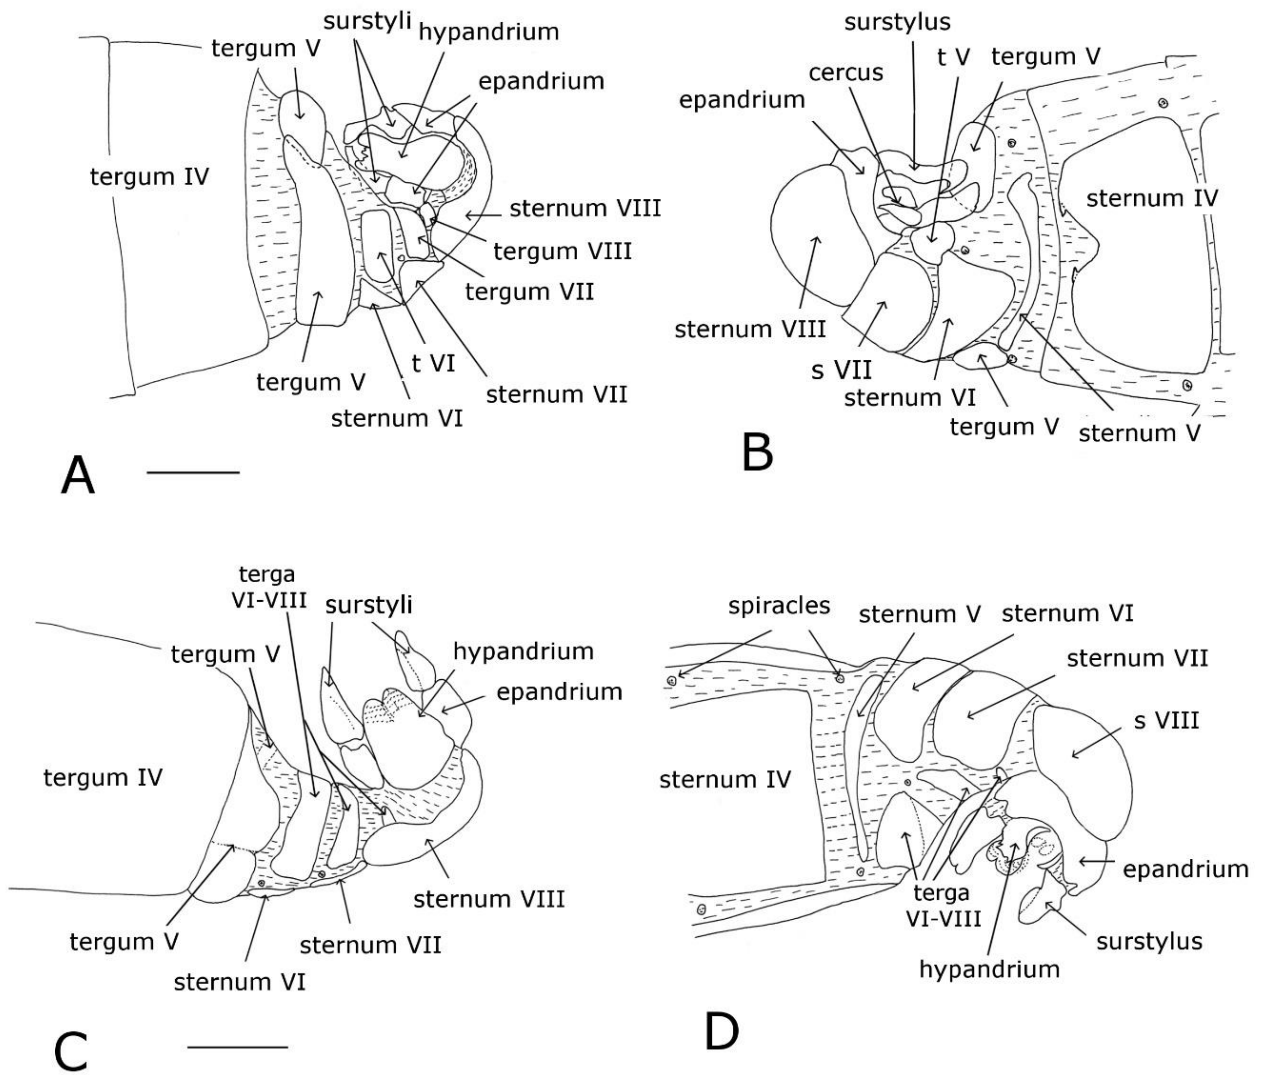 surstyli
hypandrium
tergum V
epandrium
tergum IV
sternum VIII
tergum VIII
tergum VII
t VI
tergum V
sternum VII
sternum VI
A
surstylus
t V
tergum V
cercus
epandrium
sternum IV
sternum VIII
s VII
sternum VI
tergum V
sternum V
B
terga
VI-VIII
surstyli
tergum V
hypandrium
epandrium
tergum IV
sternum VIII
tergum V
sternum VII
sternum VI
C
spiracles
sternum V
sternum VI
sternum VII
s VIII
sternum IV
epandrium
terga
VI-VIII
surstylus
hypandrium
D